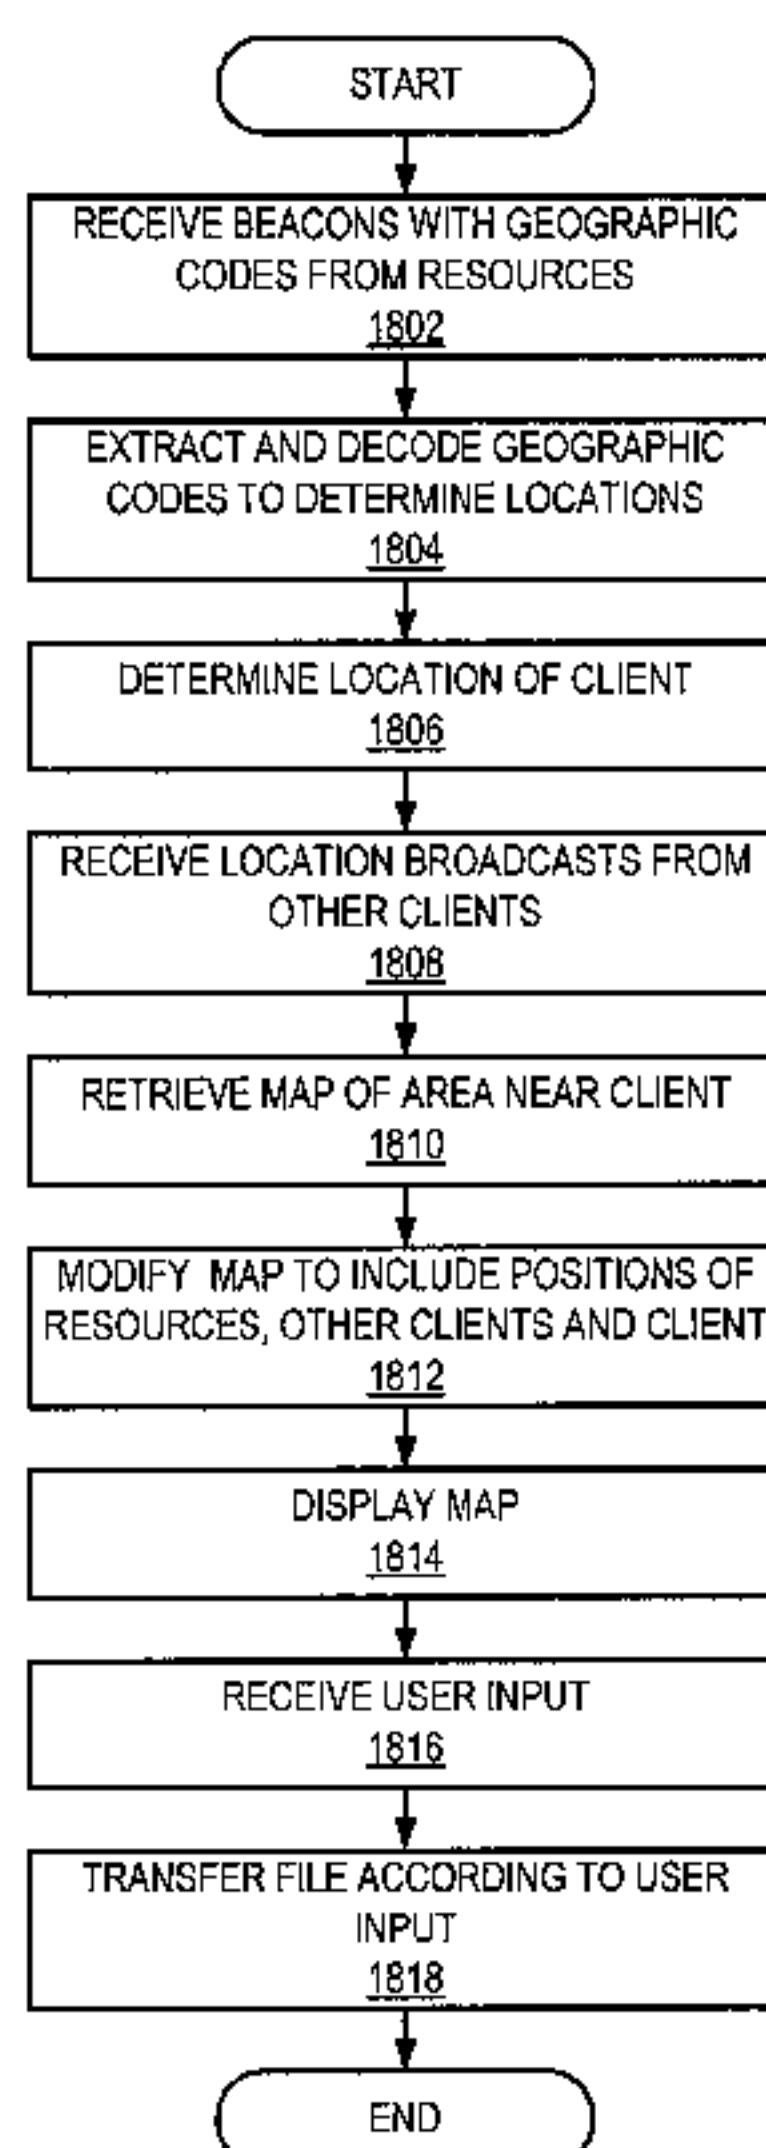 START
RECEIVE BEACONS WITH GEOGRAPHIC
CODES FROM RESOURCES
1802
EXTRACT AND DECODE GEOGRAPHIC
CODES TO DETERMINE LOCATIONS
1804
DETERMINE LOCATION OF CLIENT
1806
RECEIVE LOCATION BROADCASTS FROM
OTHER CLIENTS
1808
RETRIEVE MAP OF AREA NEAR CLIENT
1810
MODIFY MAP TO INCLUDE POSITIONS OF
RESOURCES, OTHER CLIENTS AND CLIENT
1812
DISPLAY MAP
1814
RECEIVE USER INPUT
1816
TRANSFER FILE ACCORDING TO USER
INPUT
1818
END